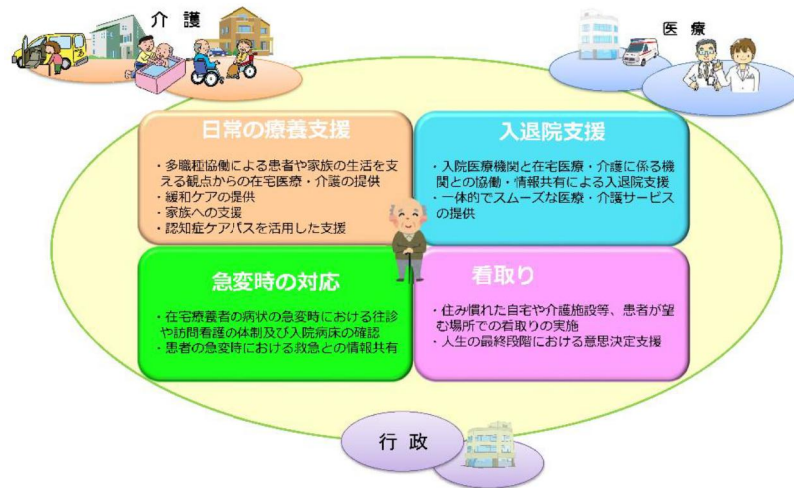 介護
医療
日常の療養支援
・多職種協働による患者や家族の生活を支
える観点からの在宅医療・介護の提供
・緩和ケアの提供
・家族への支援
・認知症ケアパスを活用した支援
入退院支援
・入院医療機関と在宅医療・介護に係る機
関との協働・情報共有による入退院支援
・一体的でスムーズな医療・介護サービス
の提供
急変時の対応
・在宅療養者の病状の急変時における往診
や訪問看護の体制及び入院病床の確認
・患者の急変時における救急との情報共有
看取り
・住み慣れた自宅や介護施設等、患者が望
む場所での看取りの実施
・人生の最終段階における意思決定支援
行政